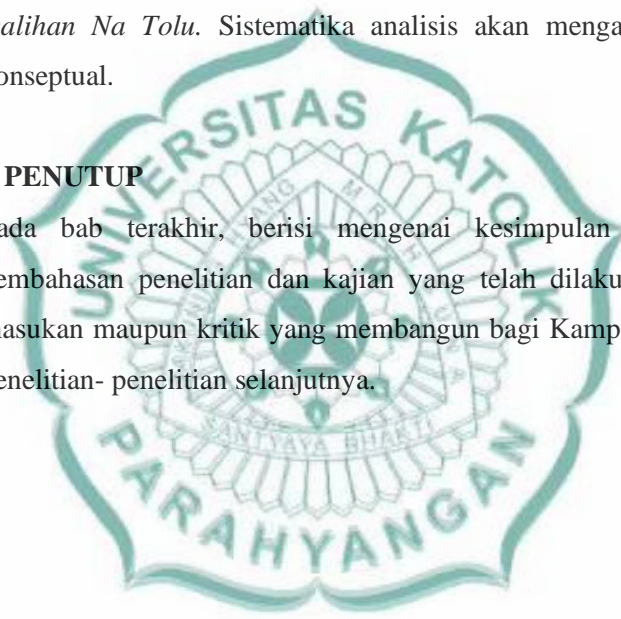 alihan Na Tolu. Sistematika analisis akan menga
onseptual.
PENUTUP
ada bab terakhir, berisi mengenai kesimpulan
embahasan penelitian dan kajian yang telah dilaku
nasukan maupun kritik yang membangun bagi Kamp
enelitian- penelitian selanjutnya.
UNIVERSITAS KATOLIK
SANTYAYA BHAKTI
PARAHYANGAN